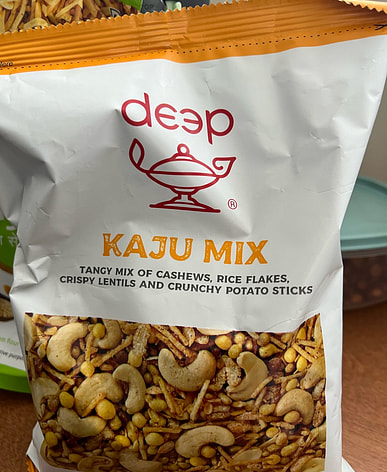 deep
®
KAJU MIX
TANGY MIX OF CASHEWS, RICE FLAKES,
CRISPY LENTILS AND CRUNCHY POTATO STICKS